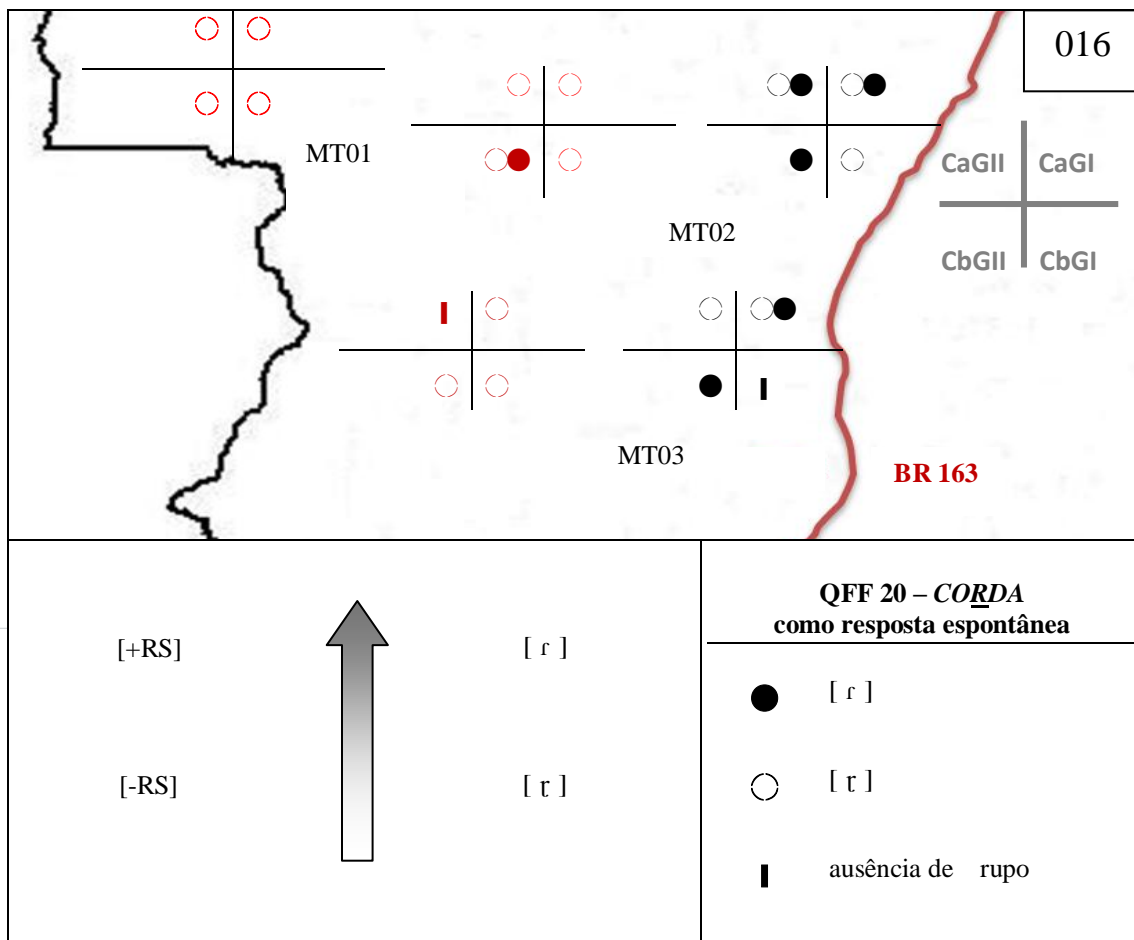 016
MT01
CaGII CaGI
MT02
CbGII CbGI
MT03
BR 163
[+RS]
[ ɾ ]
[-RS]
[ ɽ ]
QFF 20 – CORDA
como resposta espontânea
[ ɾ ]
[ ɽ ]
ausência de rupo